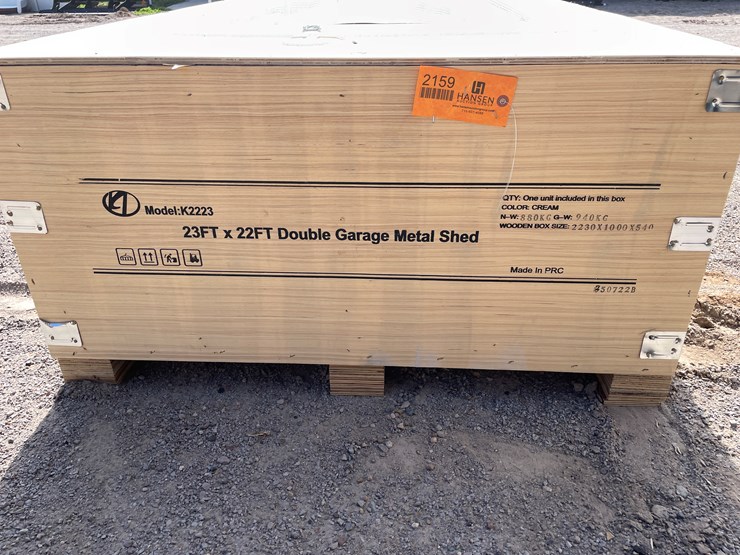 2159
HANSEN
Model:K2223
23FT x 22FT Double Garage Metal Shed
QTY: One unit included in this box
COLOR: CREAM
N-W: 880KG G-W: 940KG
WOODEN BOX SIZE: 2230X1000X540
Made In PRC